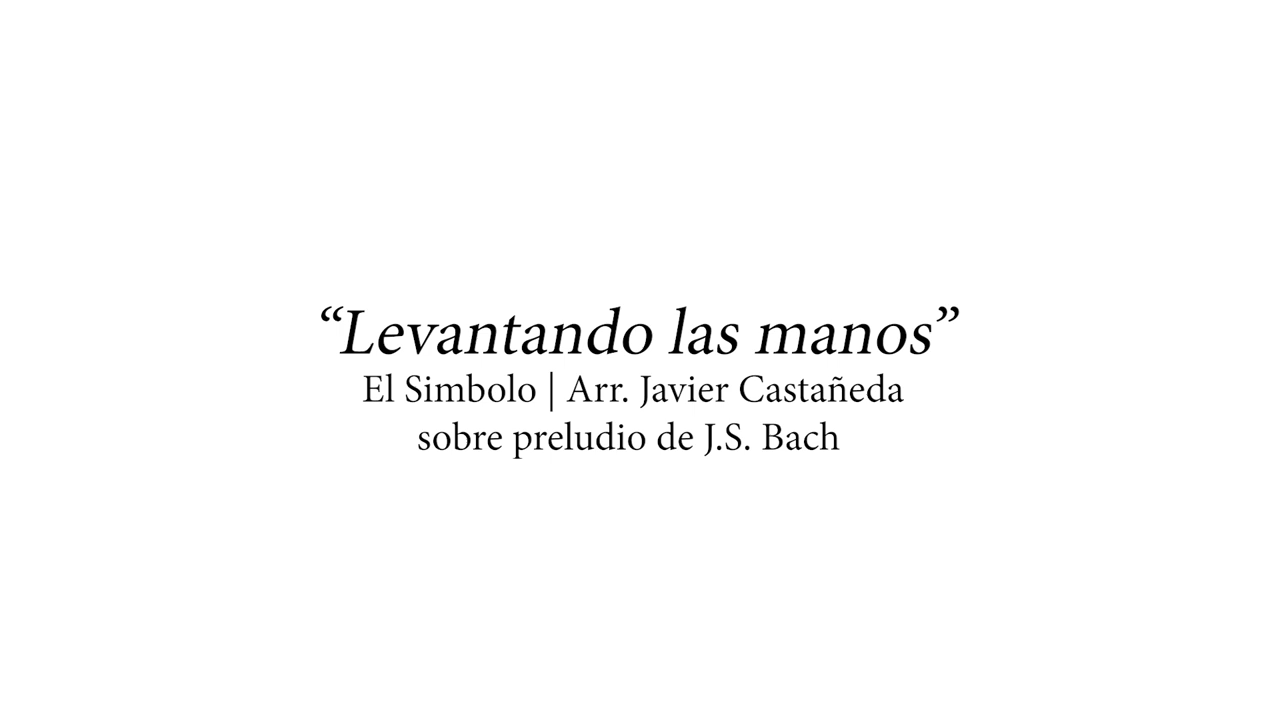 “Levantando las manos”
El Simbolo | Arr. Javier Castañeda
sobre preludio de J.S. Bach